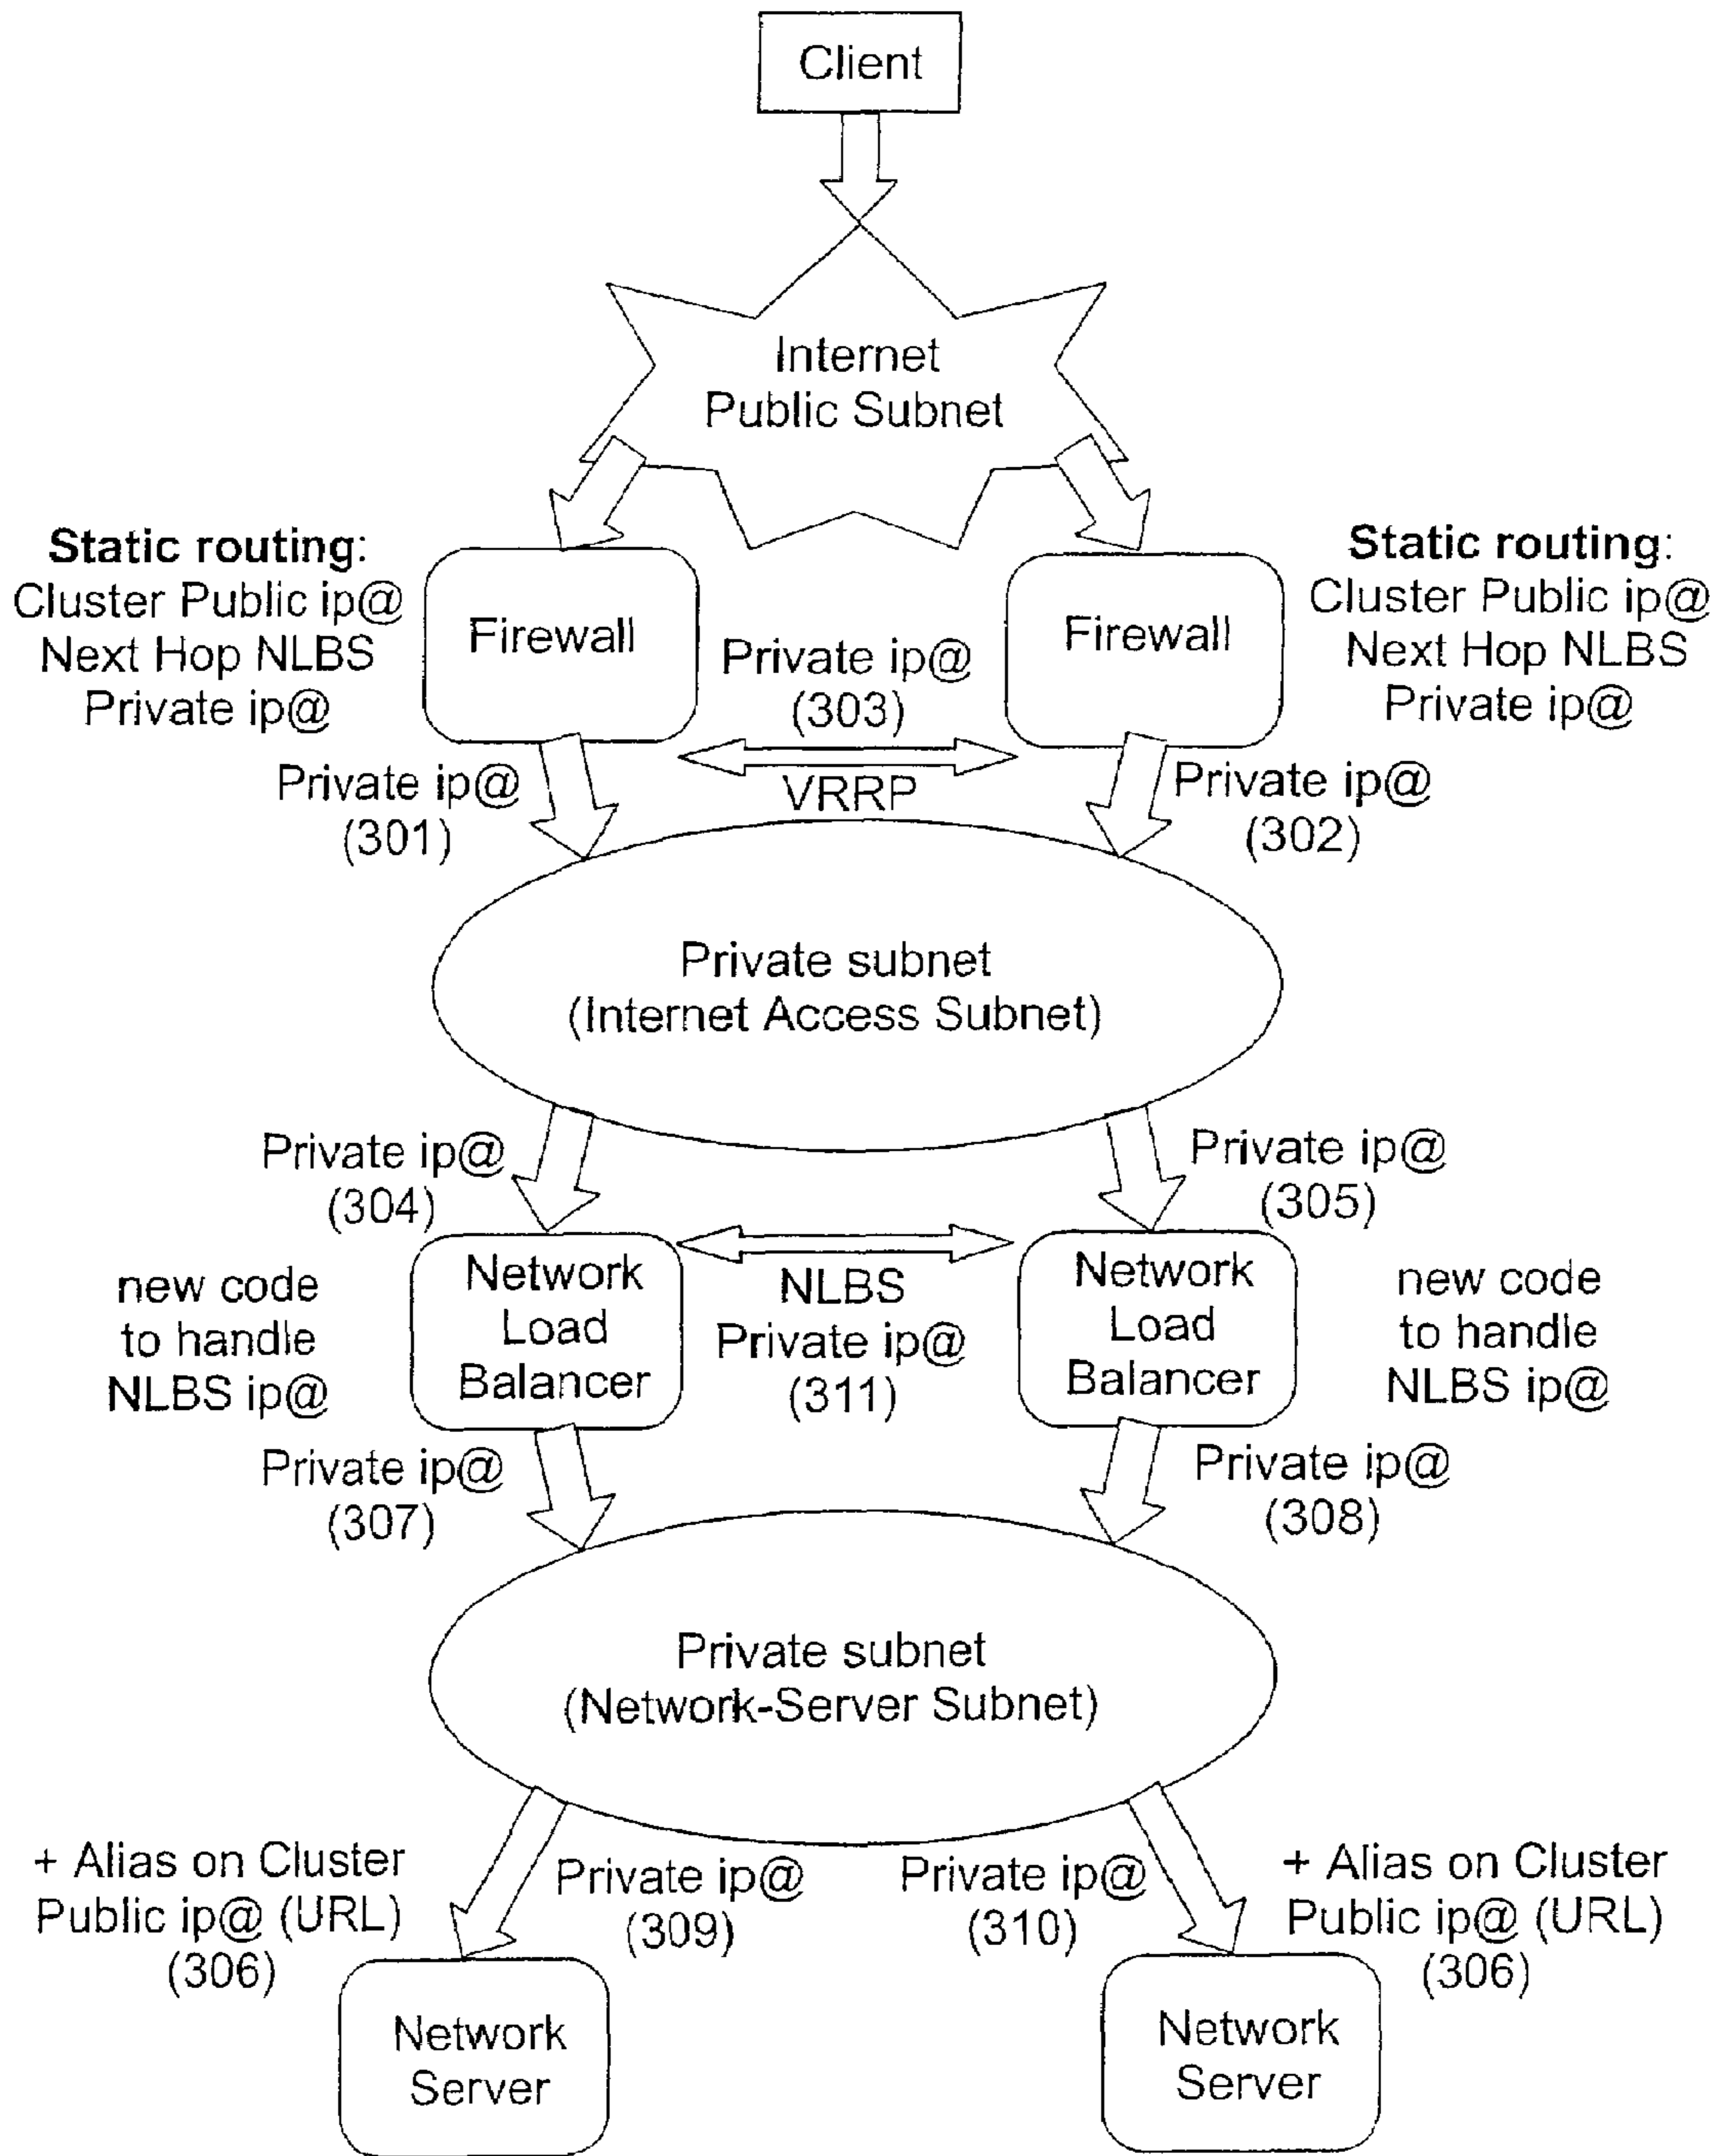 Client
Internet
Public Subnet
Static routing:
Cluster Public ip@
Next Hop NLBS
Private ip@
Firewall
Private ip@
(303)
VRRP
Firewall
Static routing:
Cluster Public ip@
Next Hop NLBS
Private ip@
Private ip@
(301)
Private ip@
(302)
Private subnet
(Internet Access Subnet)
Private ip@
(304)
Private ip@
(305)
new code
to handle
NLBS ip@
Network
Load
Balancer
NLBS
Private ip@
(311)
Network
Load
Balancer
new code
to handle
NLBS ip@
Private ip@
(307)
Private ip@
(308)
Private subnet
(Network-Server Subnet)
+ Alias on Cluster
Public ip@ (URL)
(306)
Private ip@
(309)
Private ip@
(310)
+ Alias on Cluster
Public ip@ (URL)
(306)
Network
Server
Network
Server